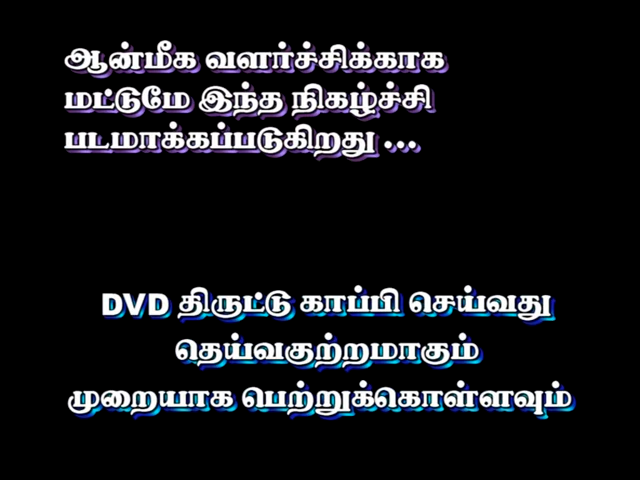 ஆன்மீக வளர்ச்சிக்காக
மட்டுமே இந்த நிகழ்ச்சி
படமாக்கப்படுகிறது ...
DVD திருட்டு காப்பி செய்வது
தெய்வகுற்றமாகும்
முறையாக பெற்றுக்கொள்ளவும்